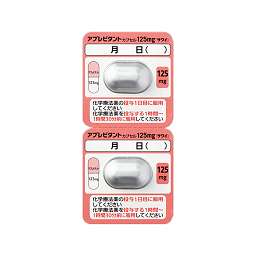 アプレピタントカプセル125mg「サワイ」
月 日( )
125mg
125
mg
化学療法薬の投与1日目に服用
してください
化学療法薬を投与する1時間~
1時間30分前に服用してください
アプレピタントカプセル125mg「サワイ」
月 日( )
125mg
125
mg
化学療法薬の投与1日目に服用
してください
化学療法薬を投与する1時間~
1時間30分前に服用してください